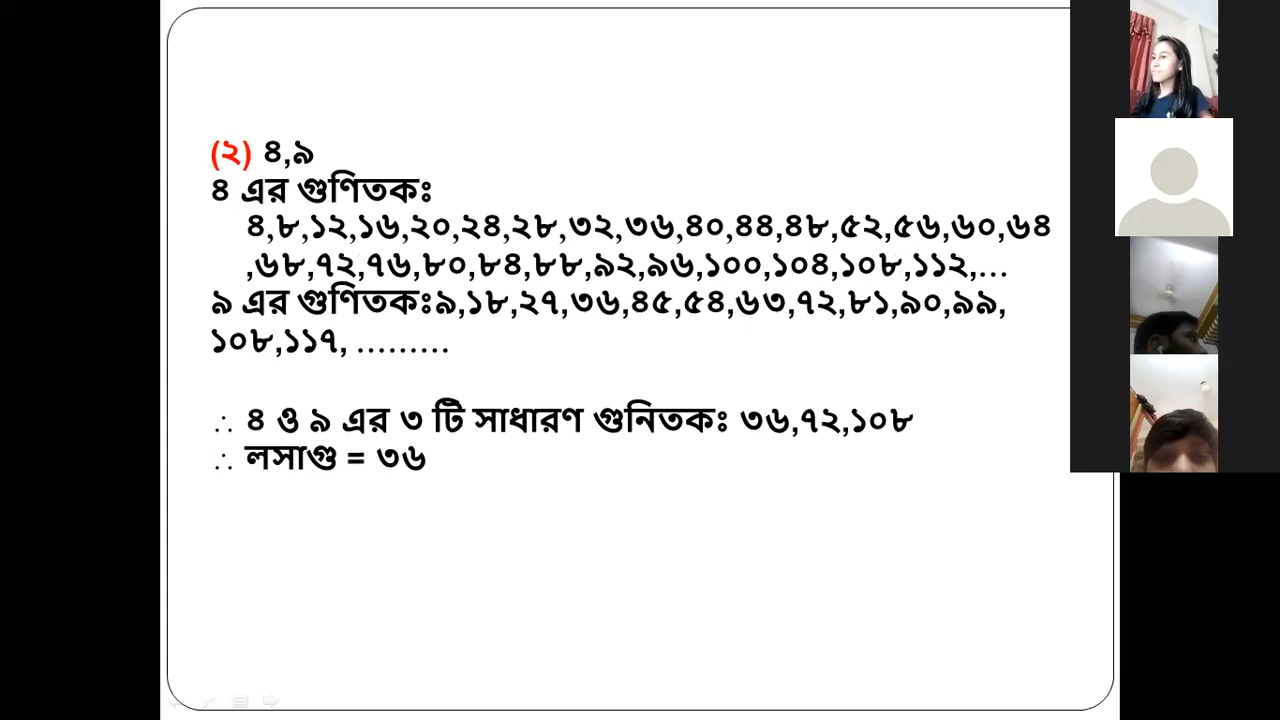 (২) ৪,৯
৪ এর গুণিতকঃ
৪,৮,১২,১৬,২০,২৪,২৮,৩২,৩৬,৪০,৪৪,৪৮,৫২,৫৬,৬০,৬৪
,৬৮,৭২,৭৬,৮০,৮৪,৮৮,৯২,৯৬,১০০,১০৪,১০৮,১১২,...
৯ এর গুণিতকঃ৯,১৮,২৭,৩৬,৪৫,৫৪,৬৩,৭২,৮১,৯০,৯৯,
১০৮,১১৭, .........
∴ ৪ ও ৯ এর ৩ টি সাধারণ গুনিতকঃ ৩৬,৭২,১০৮
∴ লসাগু = ৩৬